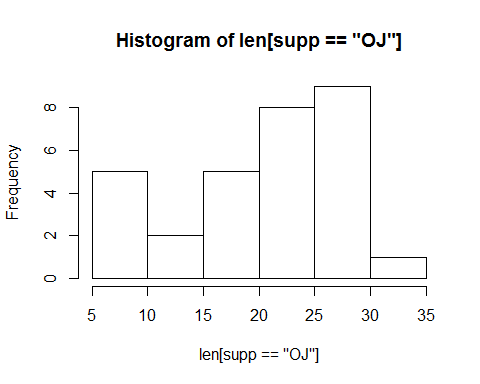 Histogram of len[supp == "OJ"]
Frequency
8
6
4
2
0
5 10 15 20 25 30 35
len[supp == "OJ"]